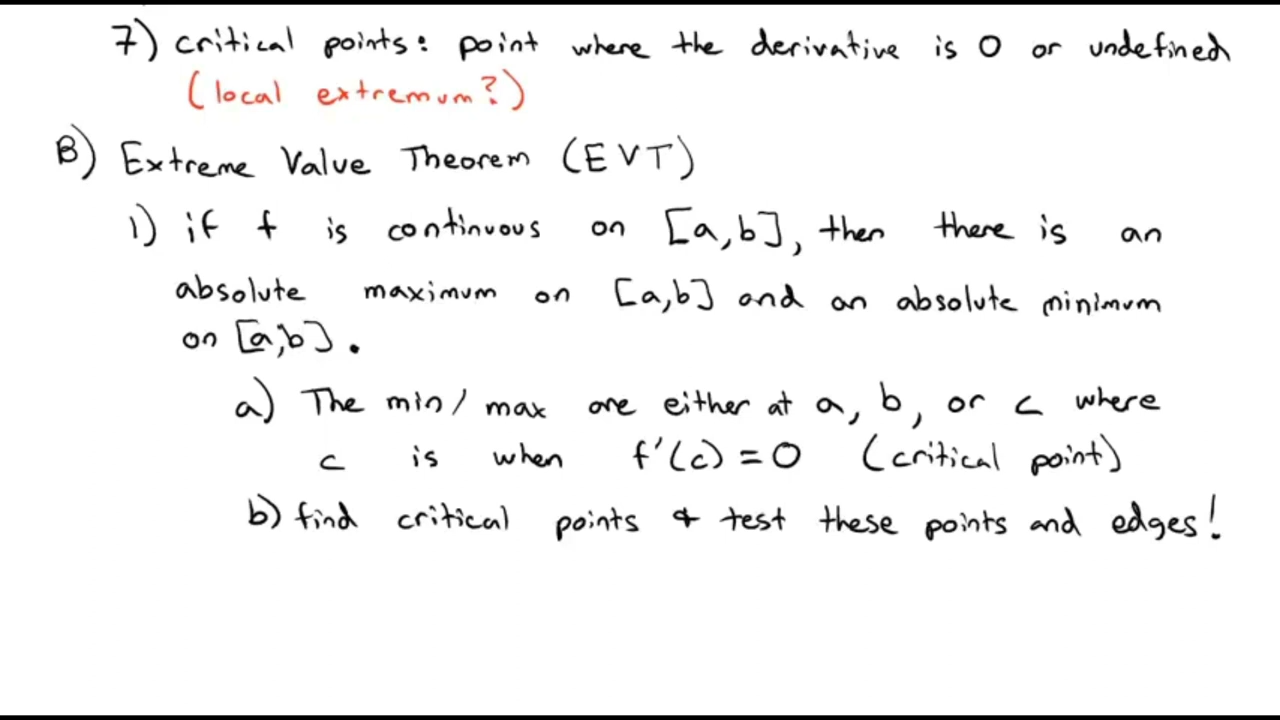 7) critical points: point where the derivative is 0 or undefined
(local extremum?)
B) Extreme Value Theorem (EVT)
1) if f is continuous on [a,b], then there is an
absolute maximum on [a,b] and an absolute minimum
on [a,b].
a) The min/max are either at a, b, or c where
c is when f'(c) = 0 (critical point)
b) find critical points & test these points and edges!